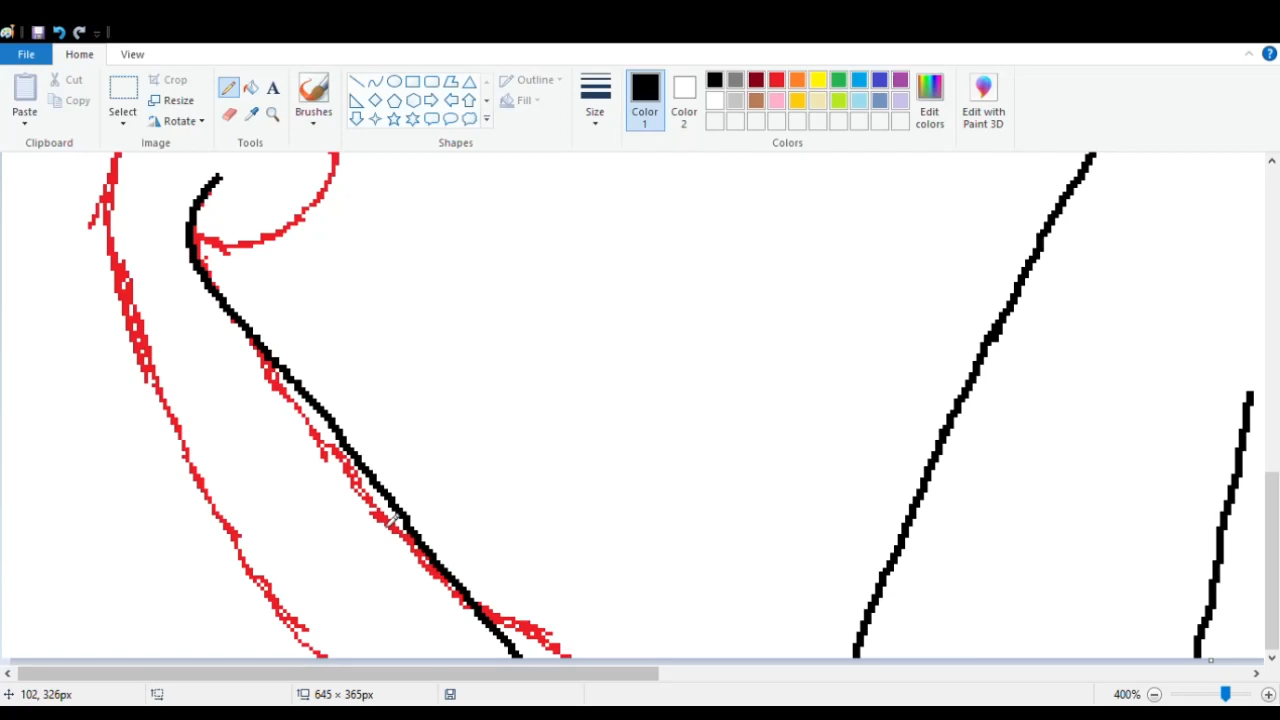 File Home View
Cut Crop Outline
Copy Resize Fill
Paste Select Rotate Brushes Size Color 1 Color 2 Edit colors Edit with Paint 3D
Clipboard Image Tools Shapes Colors
102, 326px 645 × 365px 400%